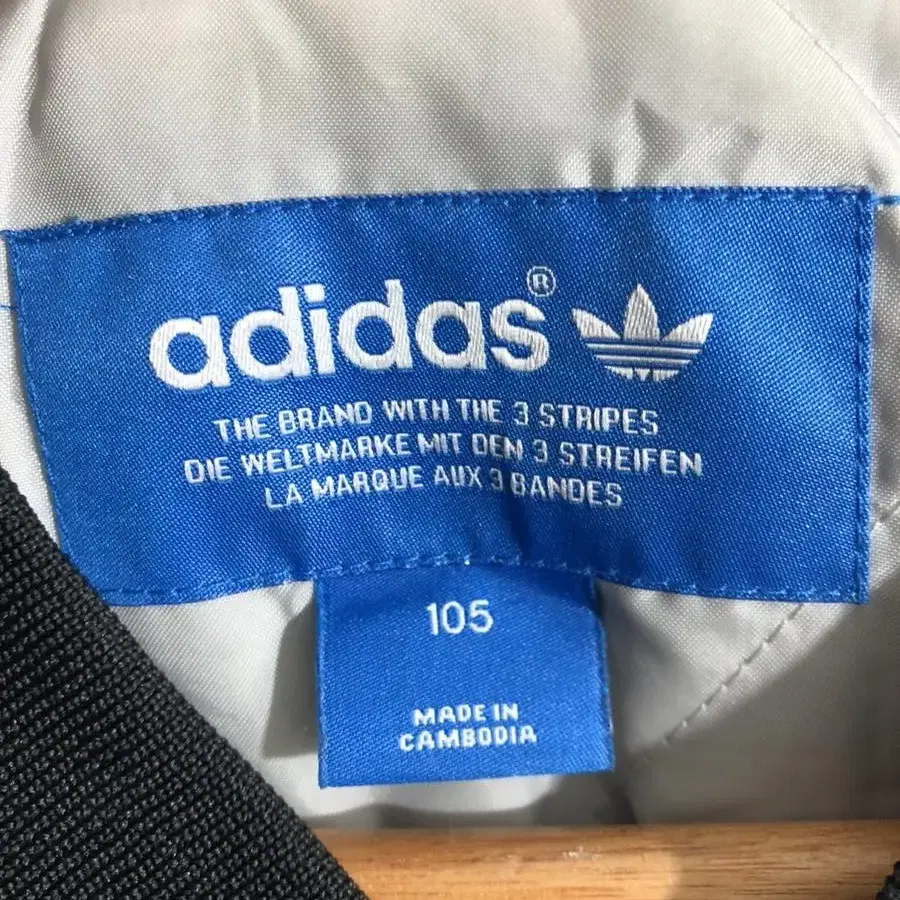 adidas®
THE BRAND WITH THE 3 STRIPES
DIE WELTMARKE MIT DEN 3 STREIFEN
LA MARQUE AUX 3 BANDES
105
MADE IN
CAMBODIA